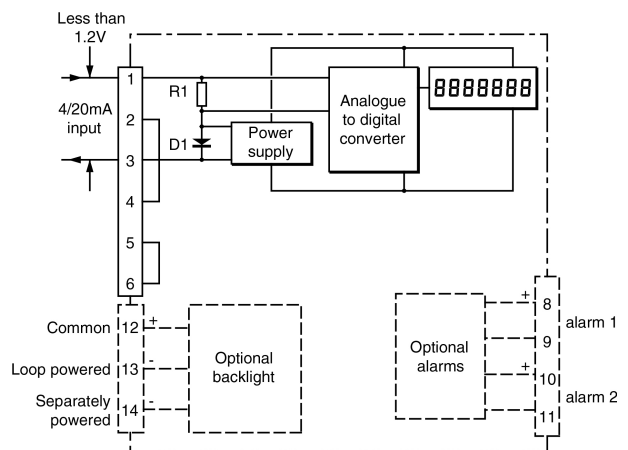 Less than
1.2V
4/20mA
input
1
2
3
4
5
6
R1
D1
Power
supply
Analogue
to digital
converter
8888888
Common
Loop powered
Separately
powered
12
13
14
+
-
-
Optional
backlight
Optional
alarms
+
+
8
9
10
11
alarm 1
alarm 2